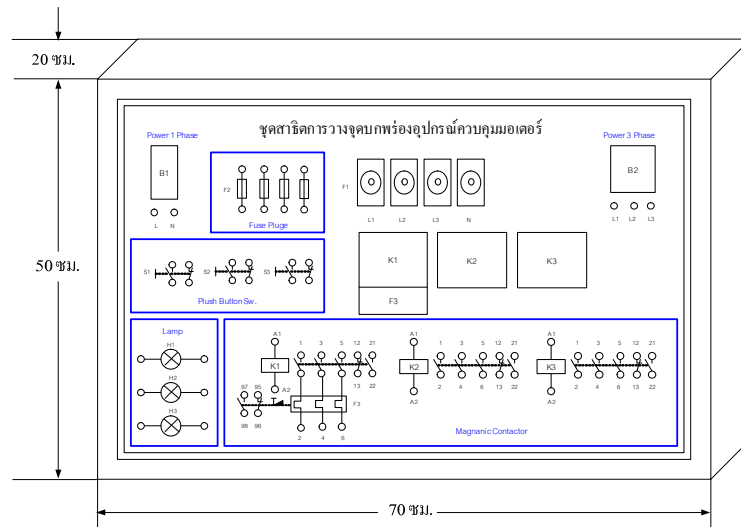 20 ซม.
ชุดสาธิตการวางจุดบกพร่องอุปกรณ์ควบคุมมอเตอร์
Power 1 Phase
Power 3 Phase
B1
F2
F1
B2
L N
L1 L2 L3 N
L1 L2 L3
Fuse Pluge
50 ซม.
S1 S2 S3
K1 K2 K3
F3
Plush Button Sw.
Lamp
H1
H2
H3
A1 1 3 5 12 21
K1
A2 13 22
97 95
98 96
F3
2 4 6
A1 1 3 5 12 21
K2
2 4 6 13 22
A2
A1 1 3 5 12 21
K3
2 4 6 13 22
A2
Magnanic Contactor
70 ซม.